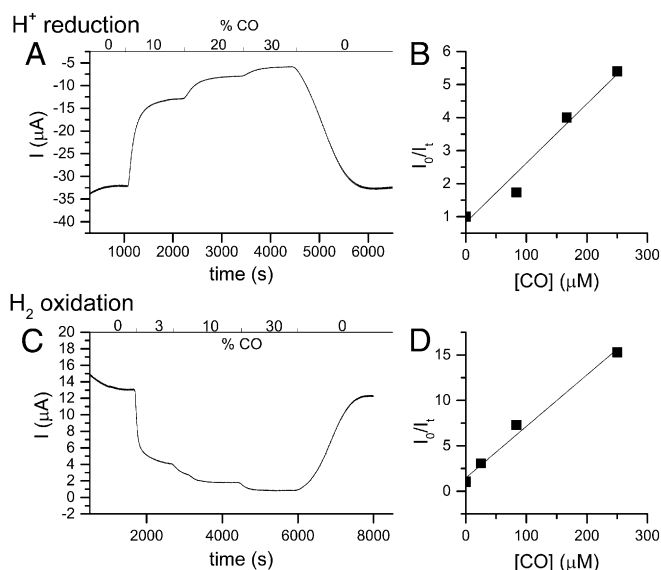 H⁺ reduction
% CO
0 10 20 30 0
A
-5
-10
-15
-20
-25
-30
-35
-40
I (μA)
1000 2000 3000 4000 5000 6000
time (s)
B
6
5
4
3
2
1
I₀/Iₜ
0 100 200 300
[CO] (μM)
H₂ oxidation
0 3 10 30 0
% CO
C
20
18
16
14
12
10
8
6
4
2
0
-2
I (μA)
2000 4000 6000 8000
time (s)
D
15
10
5
0
I₀/Iₜ
0 100 200 300
[CO] (μM)